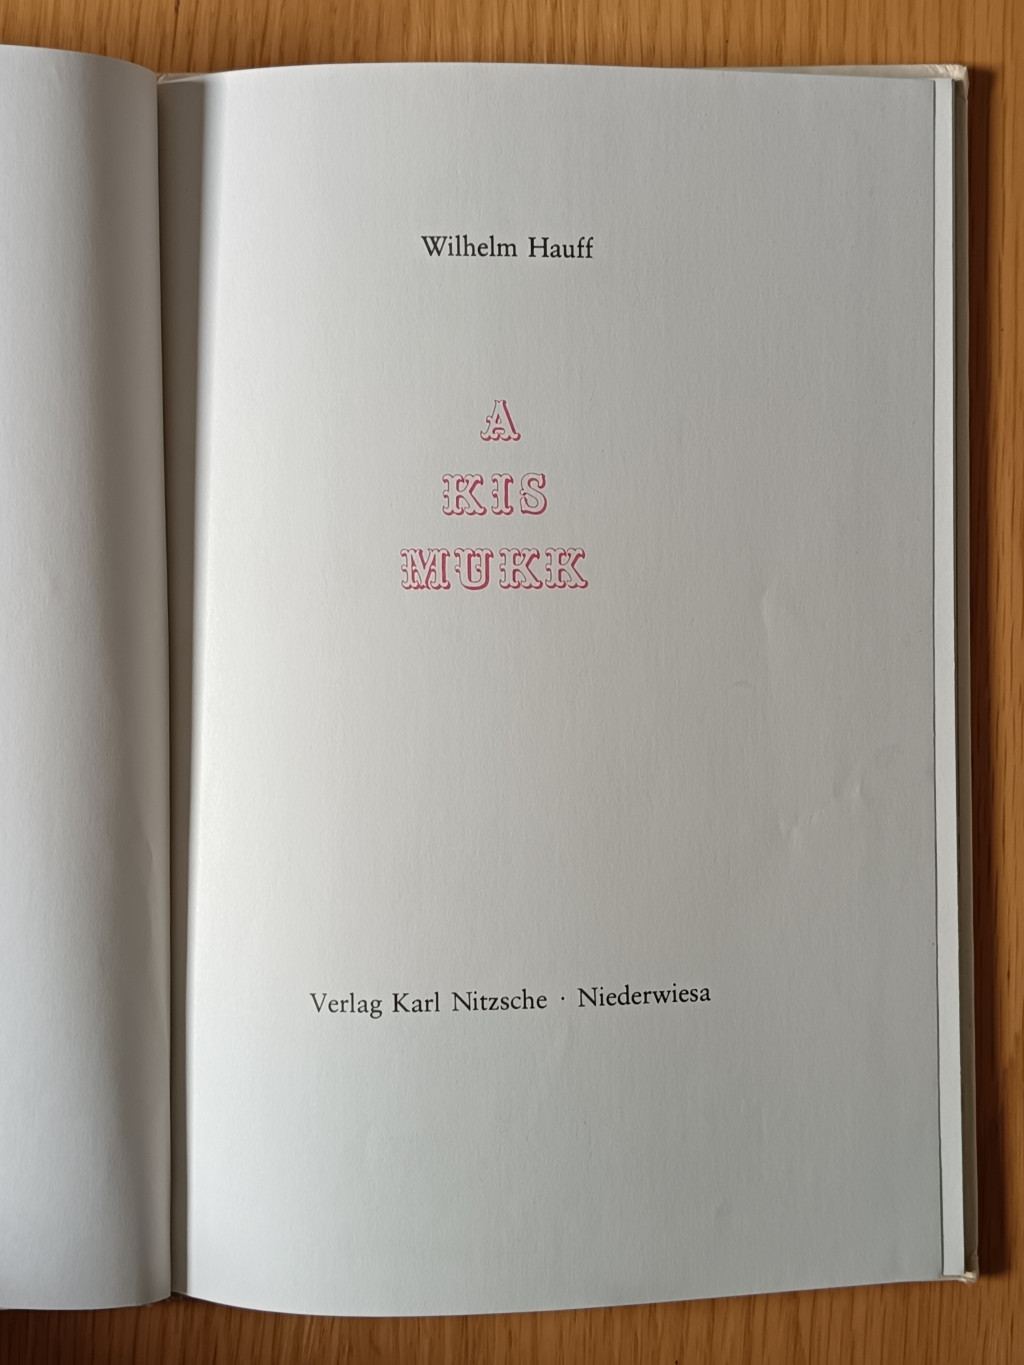 Wilhelm Hauff
A
KIS
MUKK
Verlag Karl Nitzsche · Niederwiesa